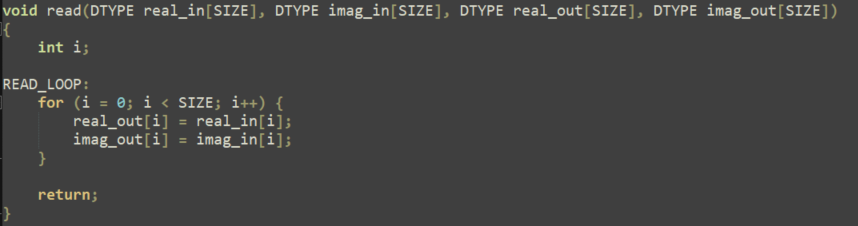 void read(DTYPE real_in[SIZE], DTYPE imag_in[SIZE], DTYPE real_out[SIZE], DTYPE imag_out[SIZE])
{
    int i;

READ_LOOP:
    for (i = 0; i < SIZE; i++) {
        real_out[i] = real_in[i];
        imag_out[i] = imag_in[i];
    }

    return;
}